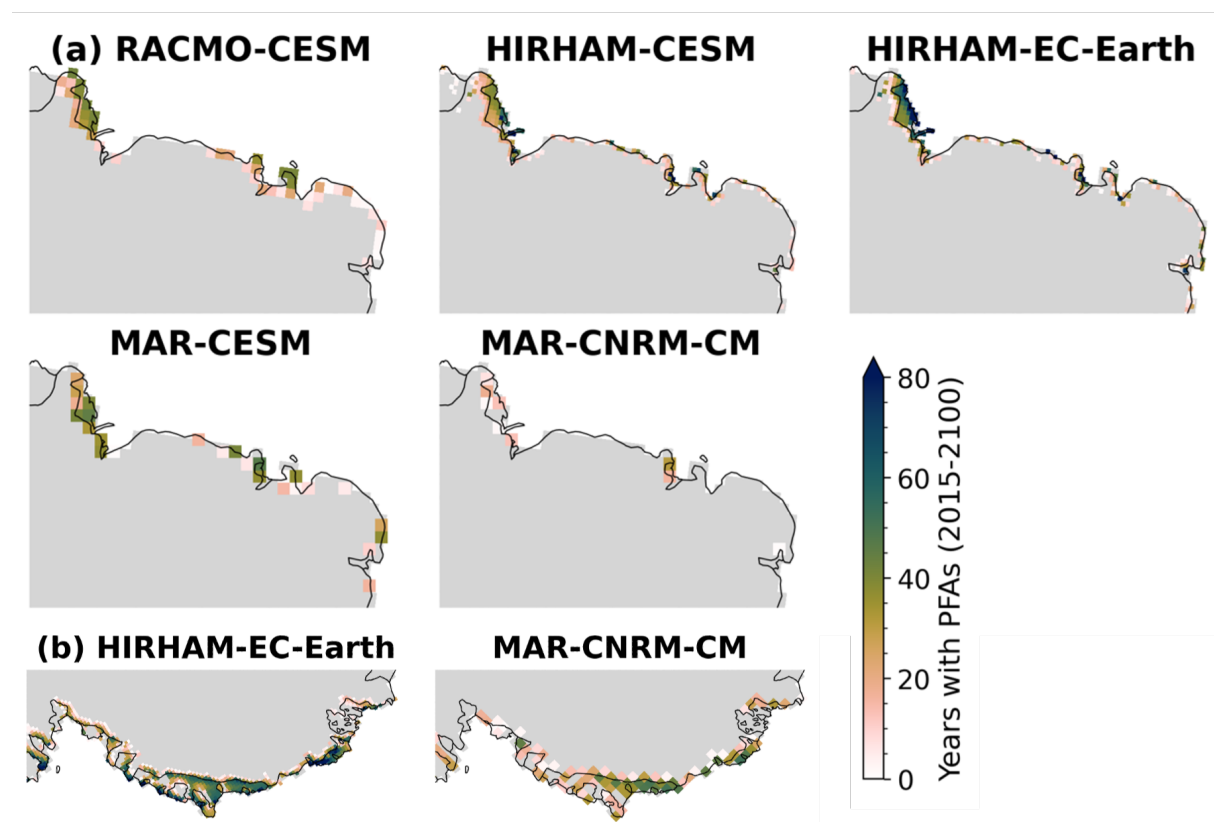 (a) RACMO-CESM
HIRHAM-CESM
HIRHAM-EC-Earth
MAR-CESM
MAR-CNRM-CM
80
60
40
20
0
Years with PFAs (2015-2100)
(b) HIRHAM-EC-Earth
MAR-CNRM-CM